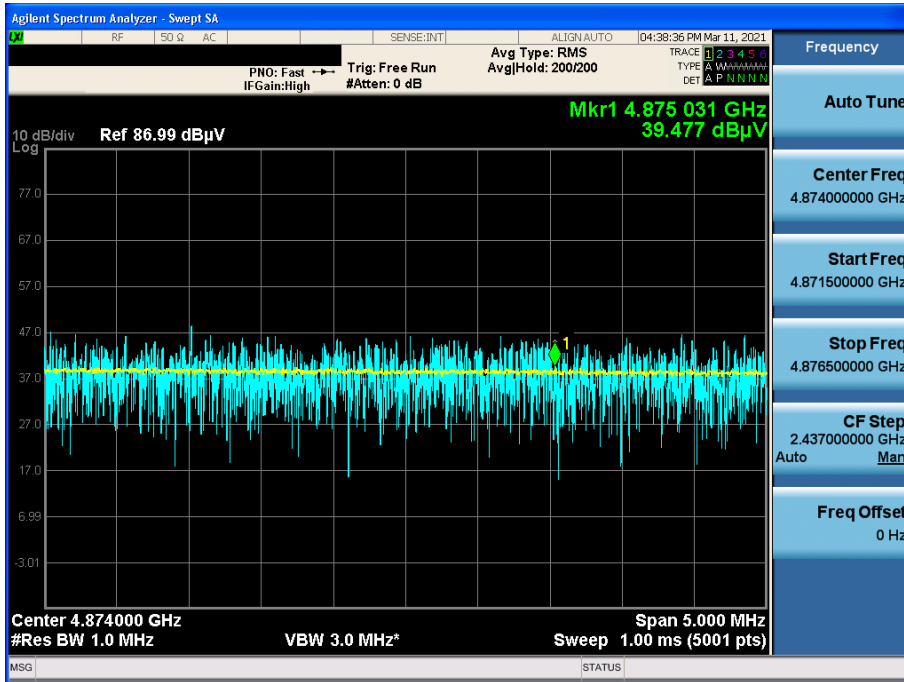 Agilent Spectrum Analyzer - Swept SA
LXI RF 50 Ω AC SENSE:INT ALIGN AUTO 04:38:36 PM Mar 11, 2021
PNO: Fast IFGain:High
Trig: Free Run
#Atten: 0 dB
Avg Type: RMS
Avg|Hold: 200/200
TRACE 1 2 3 4 5 6
TYPE A WWWWW
DET A P N N N N
Mkr1 4.875 031 GHz
39.477 dBµV
10 dB/div Ref 86.99 dBµV
Log
77.0
67.0
57.0
47.0
37.0
27.0
17.0
6.99
-3.01
1
Center 4.874000 GHz Span 5.000 MHz
#Res BW 1.0 MHz VBW 3.0 MHz* Sweep 1.00 ms (5001 pts)
MSG STATUS
Frequency
Auto Tune
Center Freq
4.874000000 GHz
Start Freq
4.871500000 GHz
Stop Freq
4.876500000 GHz
CF Step
2.437000000 GHz
Auto Man
Freq Offset
0 Hz